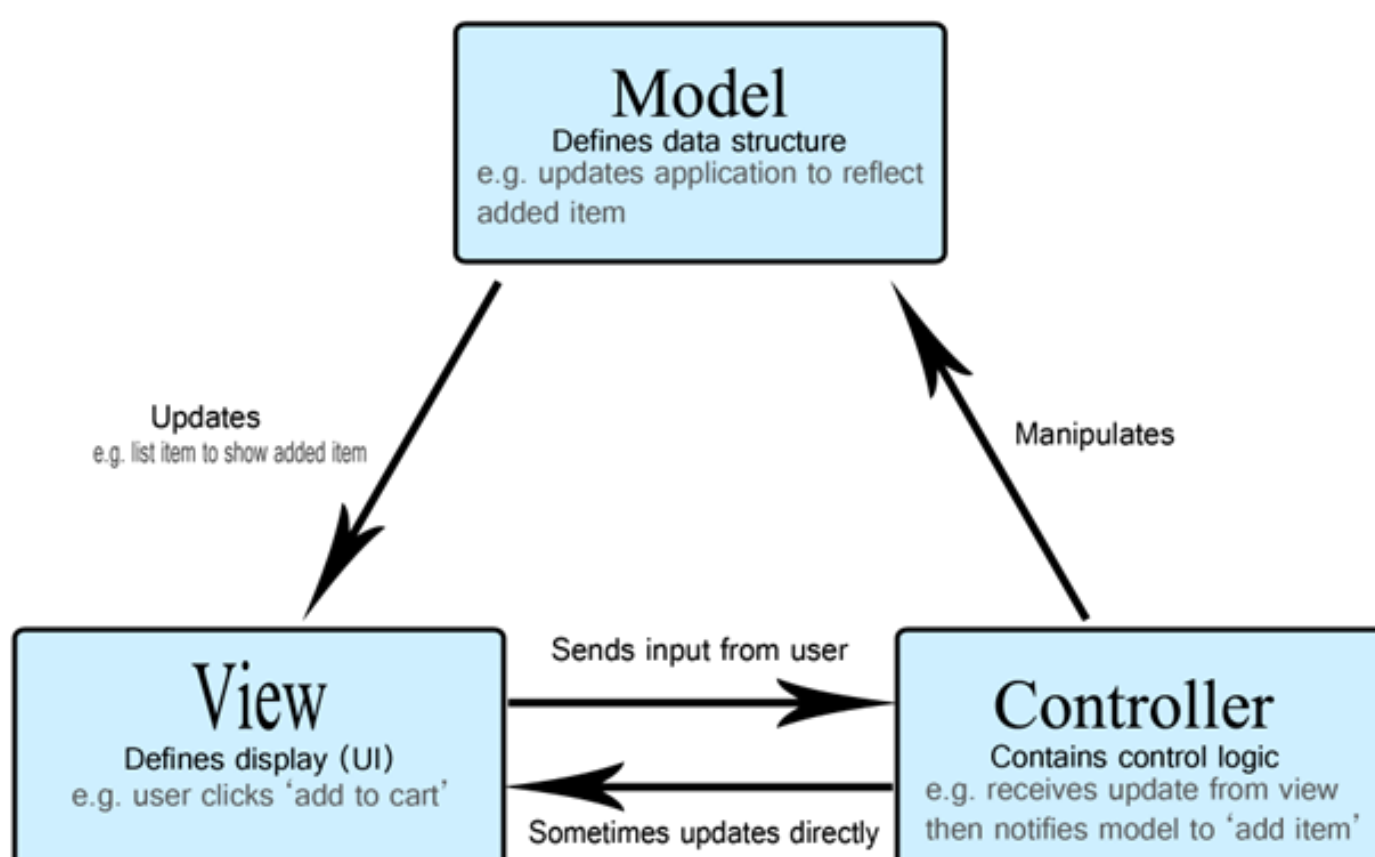 Model
Defines data structure
e.g. updates application to reflect
added item
Updates
e.g. list item to show added item
Manipulates
Sends input from user
View
Defines display (UI)
e.g. user clicks ‘add to cart’
Sometimes updates directly
Controller
Contains control logic
e.g. receives update from view
then notifies model to ‘add item’